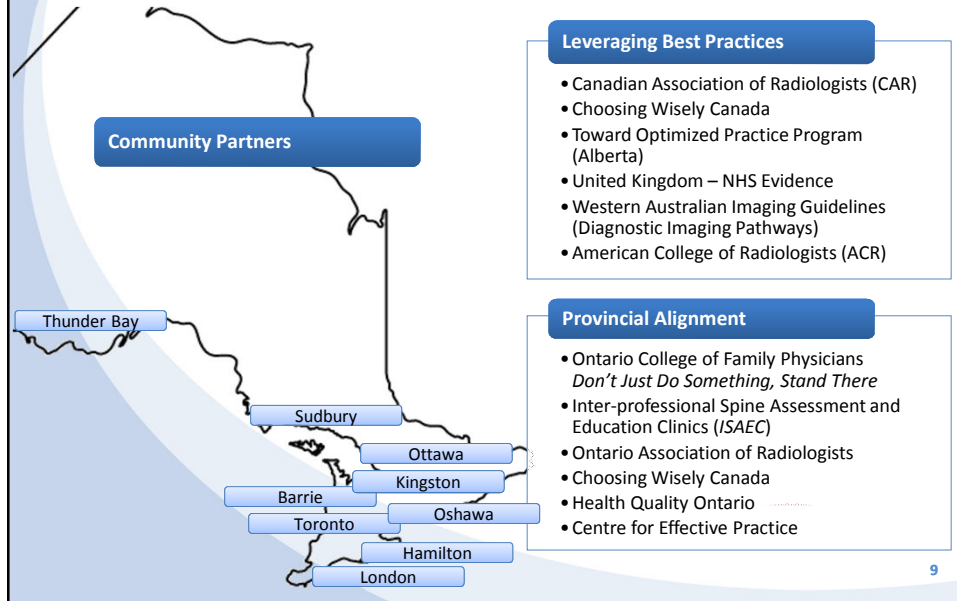 Community Partners
Thunder Bay
Sudbury
Ottawa
Kingston
Barrie
Oshawa
Toronto
Hamilton
London
Leveraging Best Practices
• Canadian Association of Radiologists (CAR)
• Choosing Wisely Canada
• Toward Optimized Practice Program
(Alberta)
• United Kingdom – NHS Evidence
• Western Australian Imaging Guidelines
(Diagnostic Imaging Pathways)
• American College of Radiologists (ACR)
Provincial Alignment
• Ontario College of Family Physicians
Don’t Just Do Something, Stand There
• Inter-professional Spine Assessment and
Education Clinics (ISAEC)
• Ontario Association of Radiologists
• Choosing Wisely Canada
• Health Quality Ontario
• Centre for Effective Practice
9